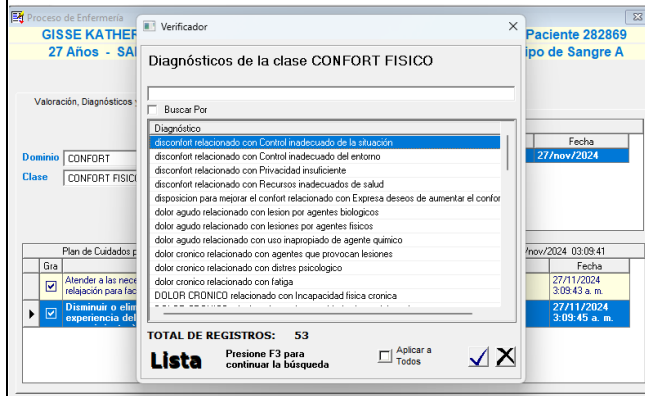 Proceso de Enfermería
GISSE KATHER
Paciente 282869
27 Años - SA
ipo de Sangre A
Verificador
Diagnósticos de la clase CONFORT FISICO
Buscar Por
Diagnóstico
disconfort relacionado con Control inadecuado de la situación
disconfort relacionado con Control inadecuado del entorno
disconfort relacionado con Privacidad insuficiente
disconfort relacionado con Recursos inadecuados de salud
disposicion para mejorar el confort relacionado con Expresa deseos de aumentar el confor
dolor agudo relacionado con lesion por agentes biologicos
dolor agudo relacionado con lesiones por agentes fisicos
dolor agudo relacionado con uso inapropiado de agente quimico
dolor cronico relacionado con agentes que provocan lesiones
dolor cronico relacionado con distres psicologico
dolor cronico relacionado con fatiga
DOLOR CRONICO relacionado con Incapacidad fisica cronica
TOTAL DE REGISTROS: 53
Lista
Presione F3 para
continuar la búsqueda
Aplicar a
Todos
Valoración, Diagnósticos y
Dominio CONFORT
Clase CONFORT FISIC
Fecha
27/nov/2024
Plan de Cuidados p
/nov/2024 03:09:41
Gra
Fecha
Atender a las nece
relajación para fac
27/11/2024
3:09:43 a. m.
Disminuir o elim
experiencia del
27/11/2024
3:09:45 a. m.